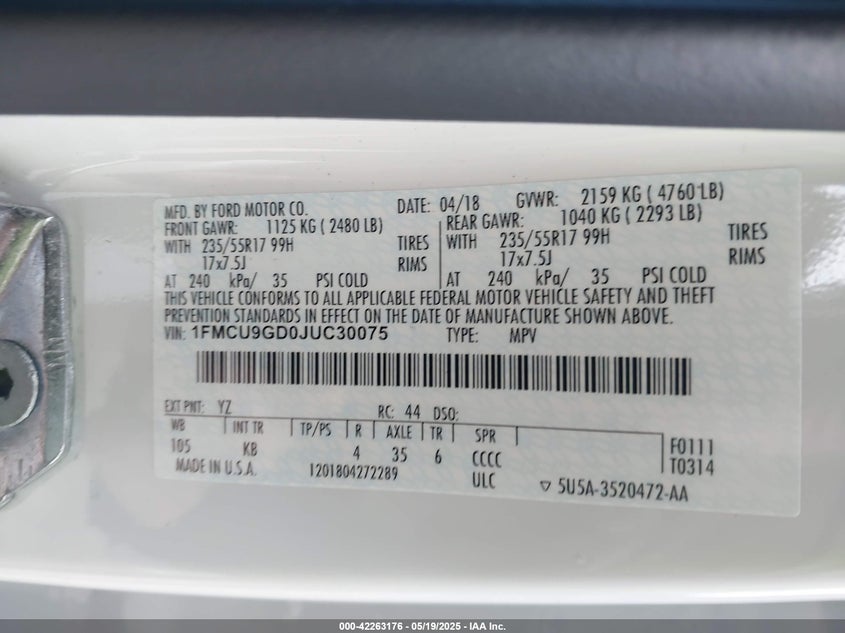 MFD. BY FORD MOTOR CO. DATE: 04/18 GVWR: 2159 KG ( 4760 LB)
FRONT GAWR: 1125 KG ( 2480 LB) REAR GAWR: 1040 KG ( 2293 LB)
WITH 235/55R17 99H TIRES WITH 235/55R17 99H TIRES
17x7.5J RIMS 17x7.5J RIMS
AT 240 kPa/ 35 PSI COLD AT 240 kPa/ 35 PSI COLD
THIS VEHICLE CONFORMS TO ALL APPLICABLE FEDERAL MOTOR VEHICLE SAFETY AND THEFT
PREVENTION STANDARDS IN EFFECT ON THE DATE OF MANUFACTURE SHOWN ABOVE.
VIN: 1FMCU9GD0JUC30075 TYPE: MPV
EXT PNT: YZ RC: 44 DSO:
WB INT TR TP/PS R AXLE TR SPR F0111
105 KB 4 35 6 CCCC T0314
MADE IN U.S.A. 1201804272289 ULC ▽ 5U5A-3520472-AA
000-42263176 - 05/19/2025 - IAA Inc.